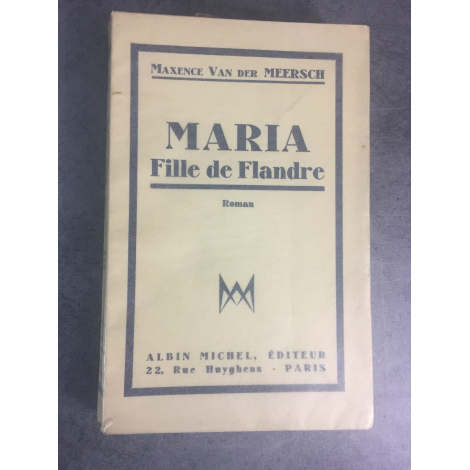 MAXENCE VAN DER MEERSCH
MARIA
Fille de Flandre
Roman
ALBIN MICHEL, ÉDITEUR
22, Rue Huyghens - PARIS